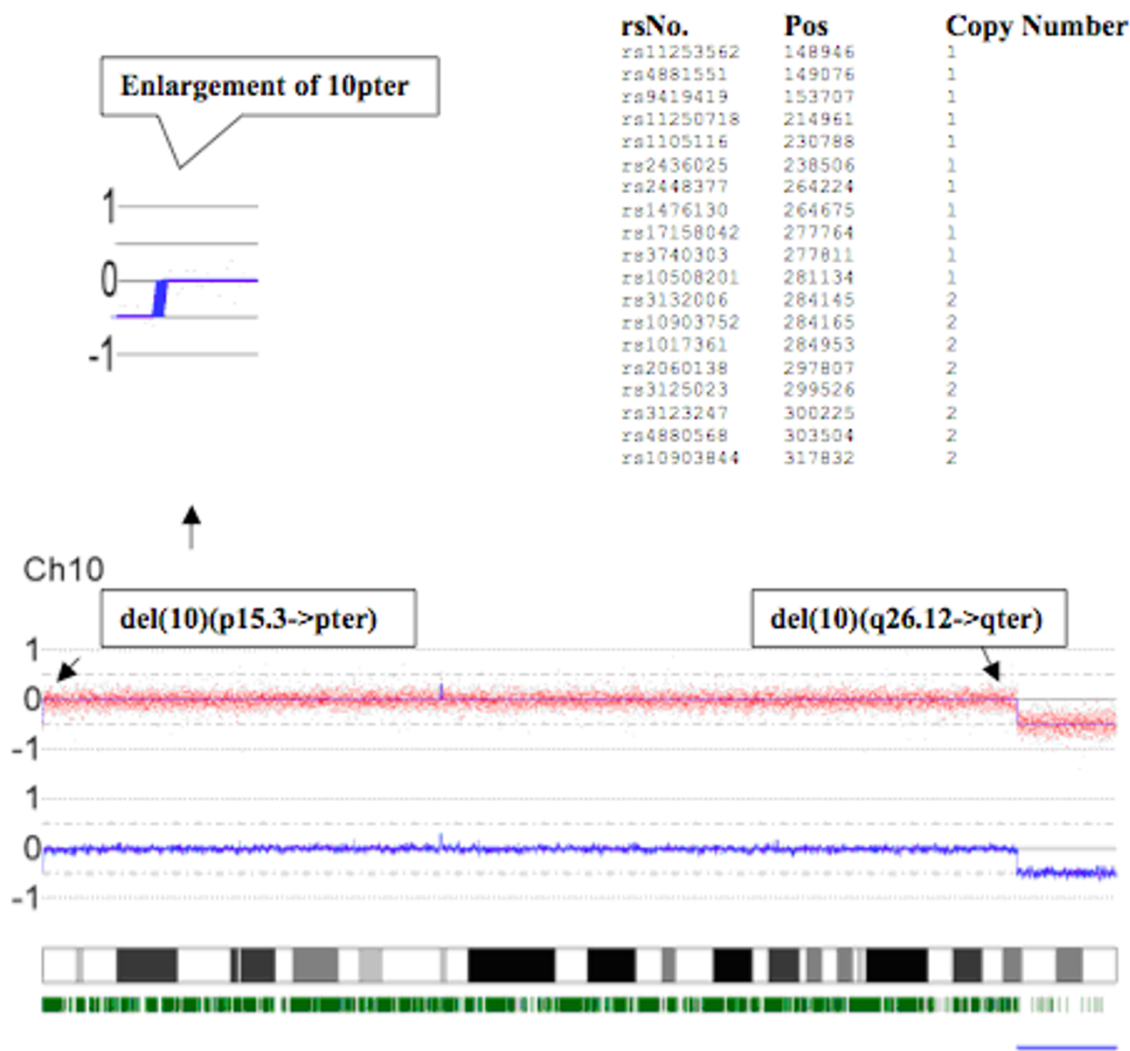 rsNo. Pos Copy Number
rs11253562 148946 1
rs4881551 149076 1
rs9419419 153707 1
rs11250718 214961 1
rs1105116 230788 1
rs2436025 238506 1
rs2448377 264224 1
rs1476130 264675 1
rs17158042 277764 1
rs3740303 277811 1
rs10508201 281134 1
rs3132006 284145 2
rs10903752 284165 2
rs1017361 284953 2
rs2060138 297807 2
rs3125023 299526 2
rs3123247 300225 2
rs4880568 303504 2
rs10903844 317832 2
Enlargement of 10pter
1
0
-1
Ch10
del(10)(p15.3->pter)
del(10)(q26.12->qter)
1
0
-1
1
0
-1